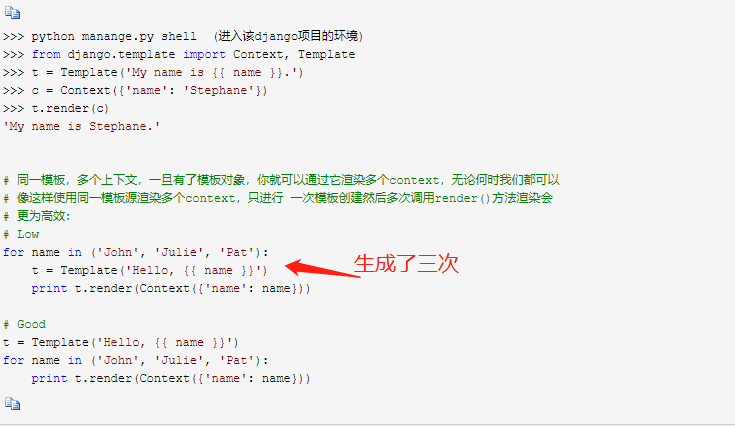 >>> python manange.py shell  (进入该django项目的环境)
>>> from django.template import Context, Template
>>> t = Template('My name is {{ name }}.')
>>> c = Context({'name': 'Stephane'})
>>> t.render(c)
'My name is Stephane.'
# 同一模板，多个上下文，一旦有了模板对象，你就可以通过它渲染多个context，无论何时我们都可以
# 像这样使用同一模板源渲染多个context，只进行 一次模板创建然后多次调用render()方法渲染会
# 更为高效：
# Low
for name in ('John', 'Julie', 'Pat'):
    t = Template('Hello, {{ name }}')
生成了三次
    print t.render(Context({'name': name}))
# Good
t = Template('Hello, {{ name }}')
for name in ('John', 'Julie', 'Pat'):
    print t.render(Context({'name': name}))